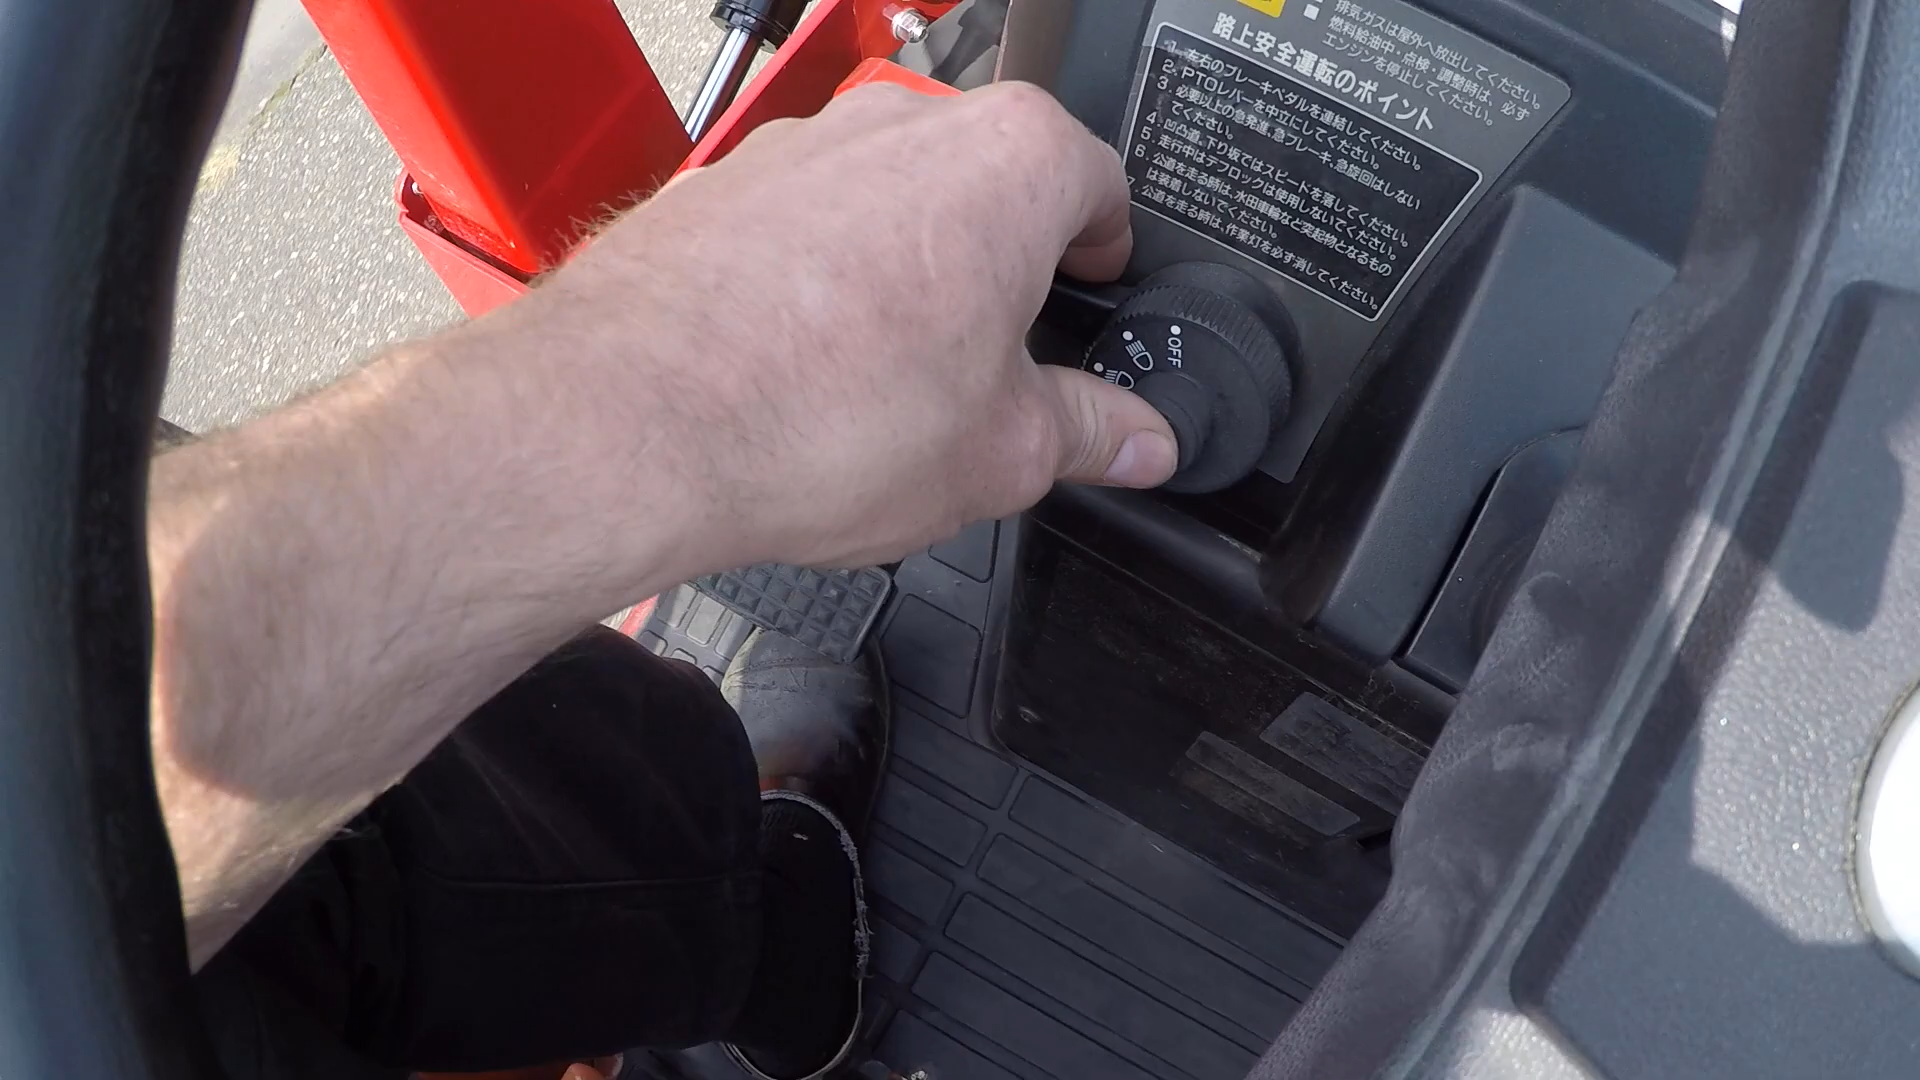 排気ガスは屋外へ放出してください。
燃料給油中・点検・調整時は、必ず
エンジンを停止してください。
路上安全運転のポイント
1. 左右のブレーキペダルを連結してください。
2. PTOレバーを中立にしてください。
3. 必要以上の急発進、急ブレーキ、急旋回はしない
でください。
4. 凹凸道、下り坂ではスピードを落してください。
5. 走行中はデフロックは使用しないでください。
6. 公道を走る時は、水田車輪など突起物となるもの
は装着しないでください。
7. 公道を走る時は、作業灯を必ず消してください。
OFF